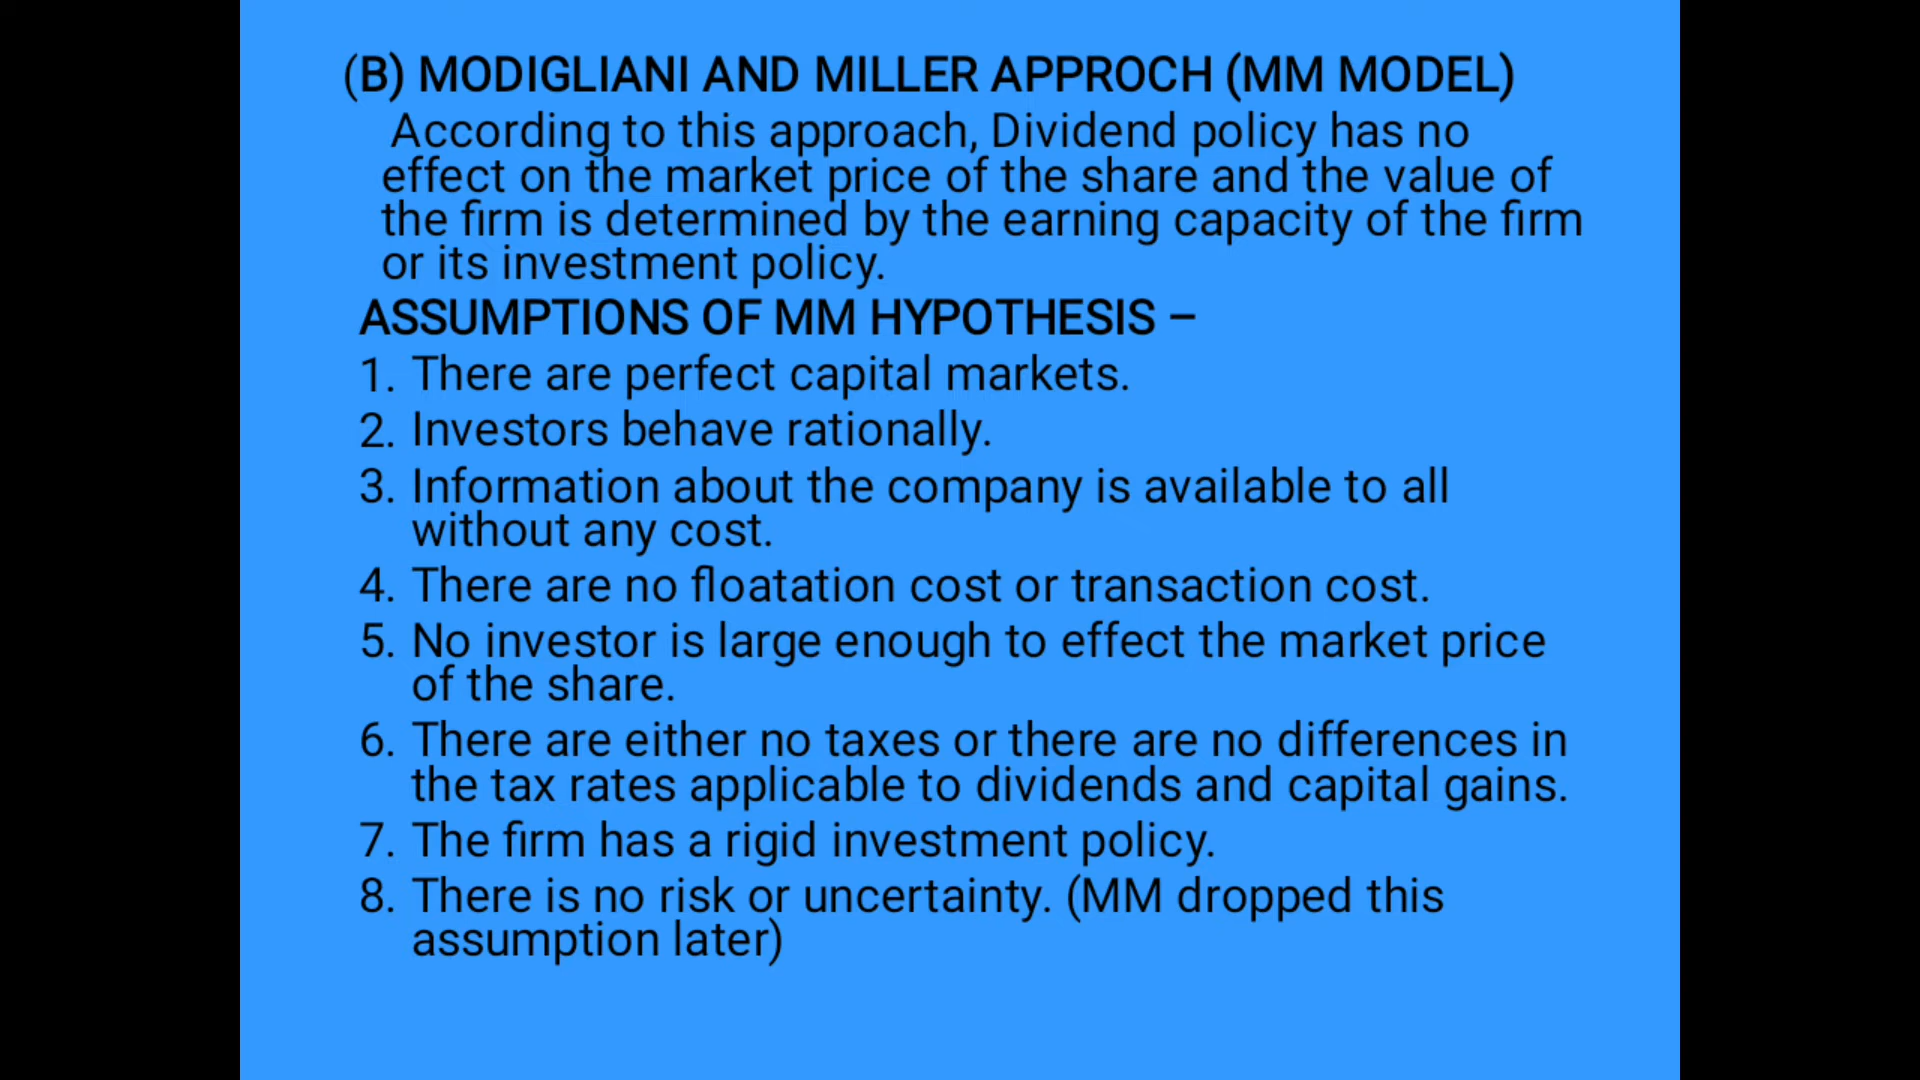 (B) MODIGLIANI AND MILLER APPROCH (MM MODEL)
According to this approach, Dividend policy has no
effect on the market price of the share and the value of
the firm is determined by the earning capacity of the firm
or its investment policy.
ASSUMPTIONS OF MM HYPOTHESIS –
1. There are perfect capital markets.
2. Investors behave rationally.
3. Information about the company is available to all
without any cost.
4. There are no floatation cost or transaction cost.
5. No investor is large enough to effect the market price
of the share.
6. There are either no taxes or there are no differences in
the tax rates applicable to dividends and capital gains.
7. The firm has a rigid investment policy.
8. There is no risk or uncertainty. (MM dropped this
assumption later)